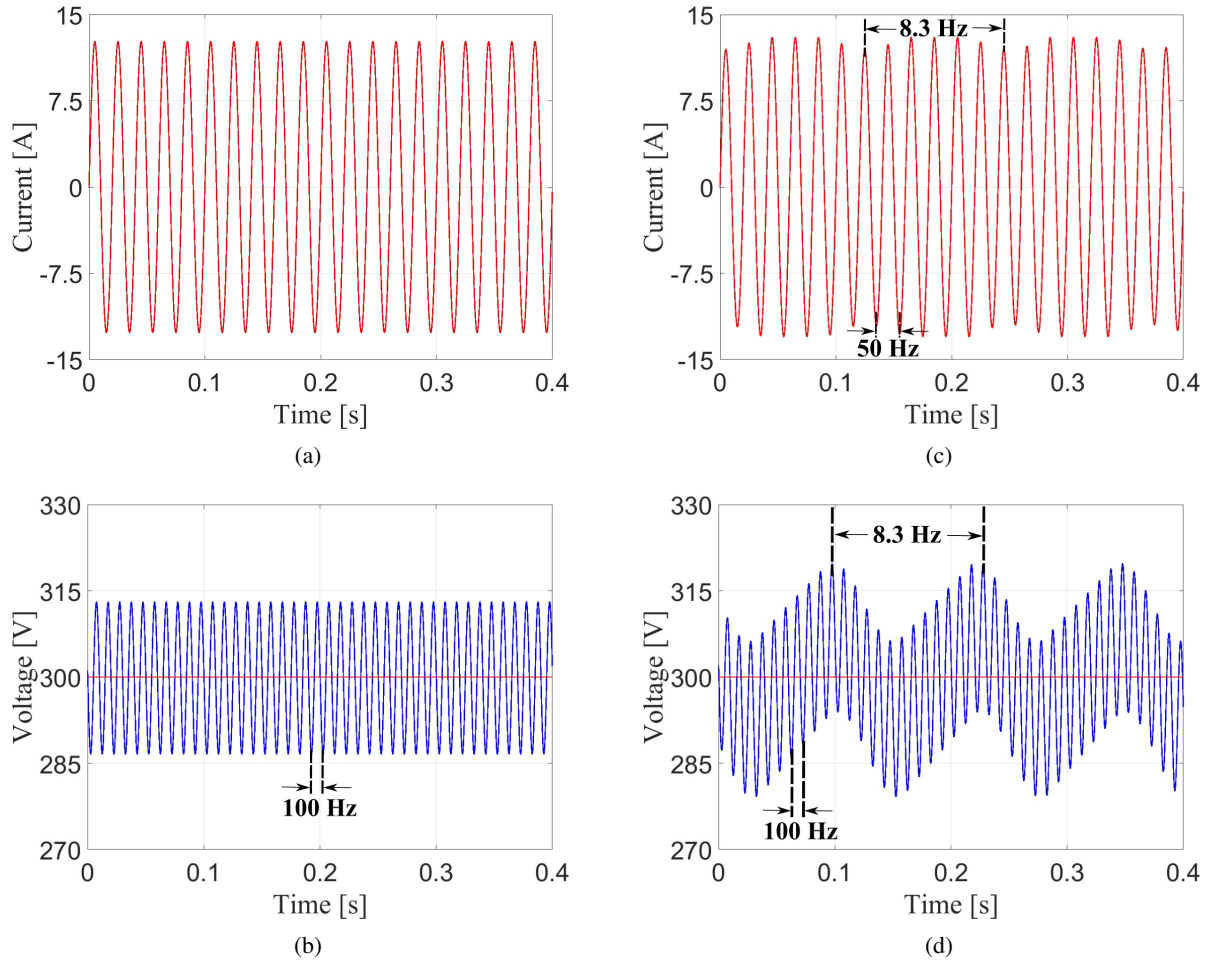 15
7.5
0
-7.5
-15
Current [A]
0
0.1
0.2
0.3
0.4
Time [s]
(a)
15
7.5
0
-7.5
-15
Current [A]
8.3 Hz
50 Hz
0
0.1
0.2
0.3
0.4
Time [s]
(c)
330
315
300
285
270
Voltage [V]
100 Hz
0
0.1
0.2
0.3
0.4
Time [s]
(b)
330
315
300
285
270
Voltage [V]
8.3 Hz
100 Hz
0
0.1
0.2
0.3
0.4
Time [s]
(d)